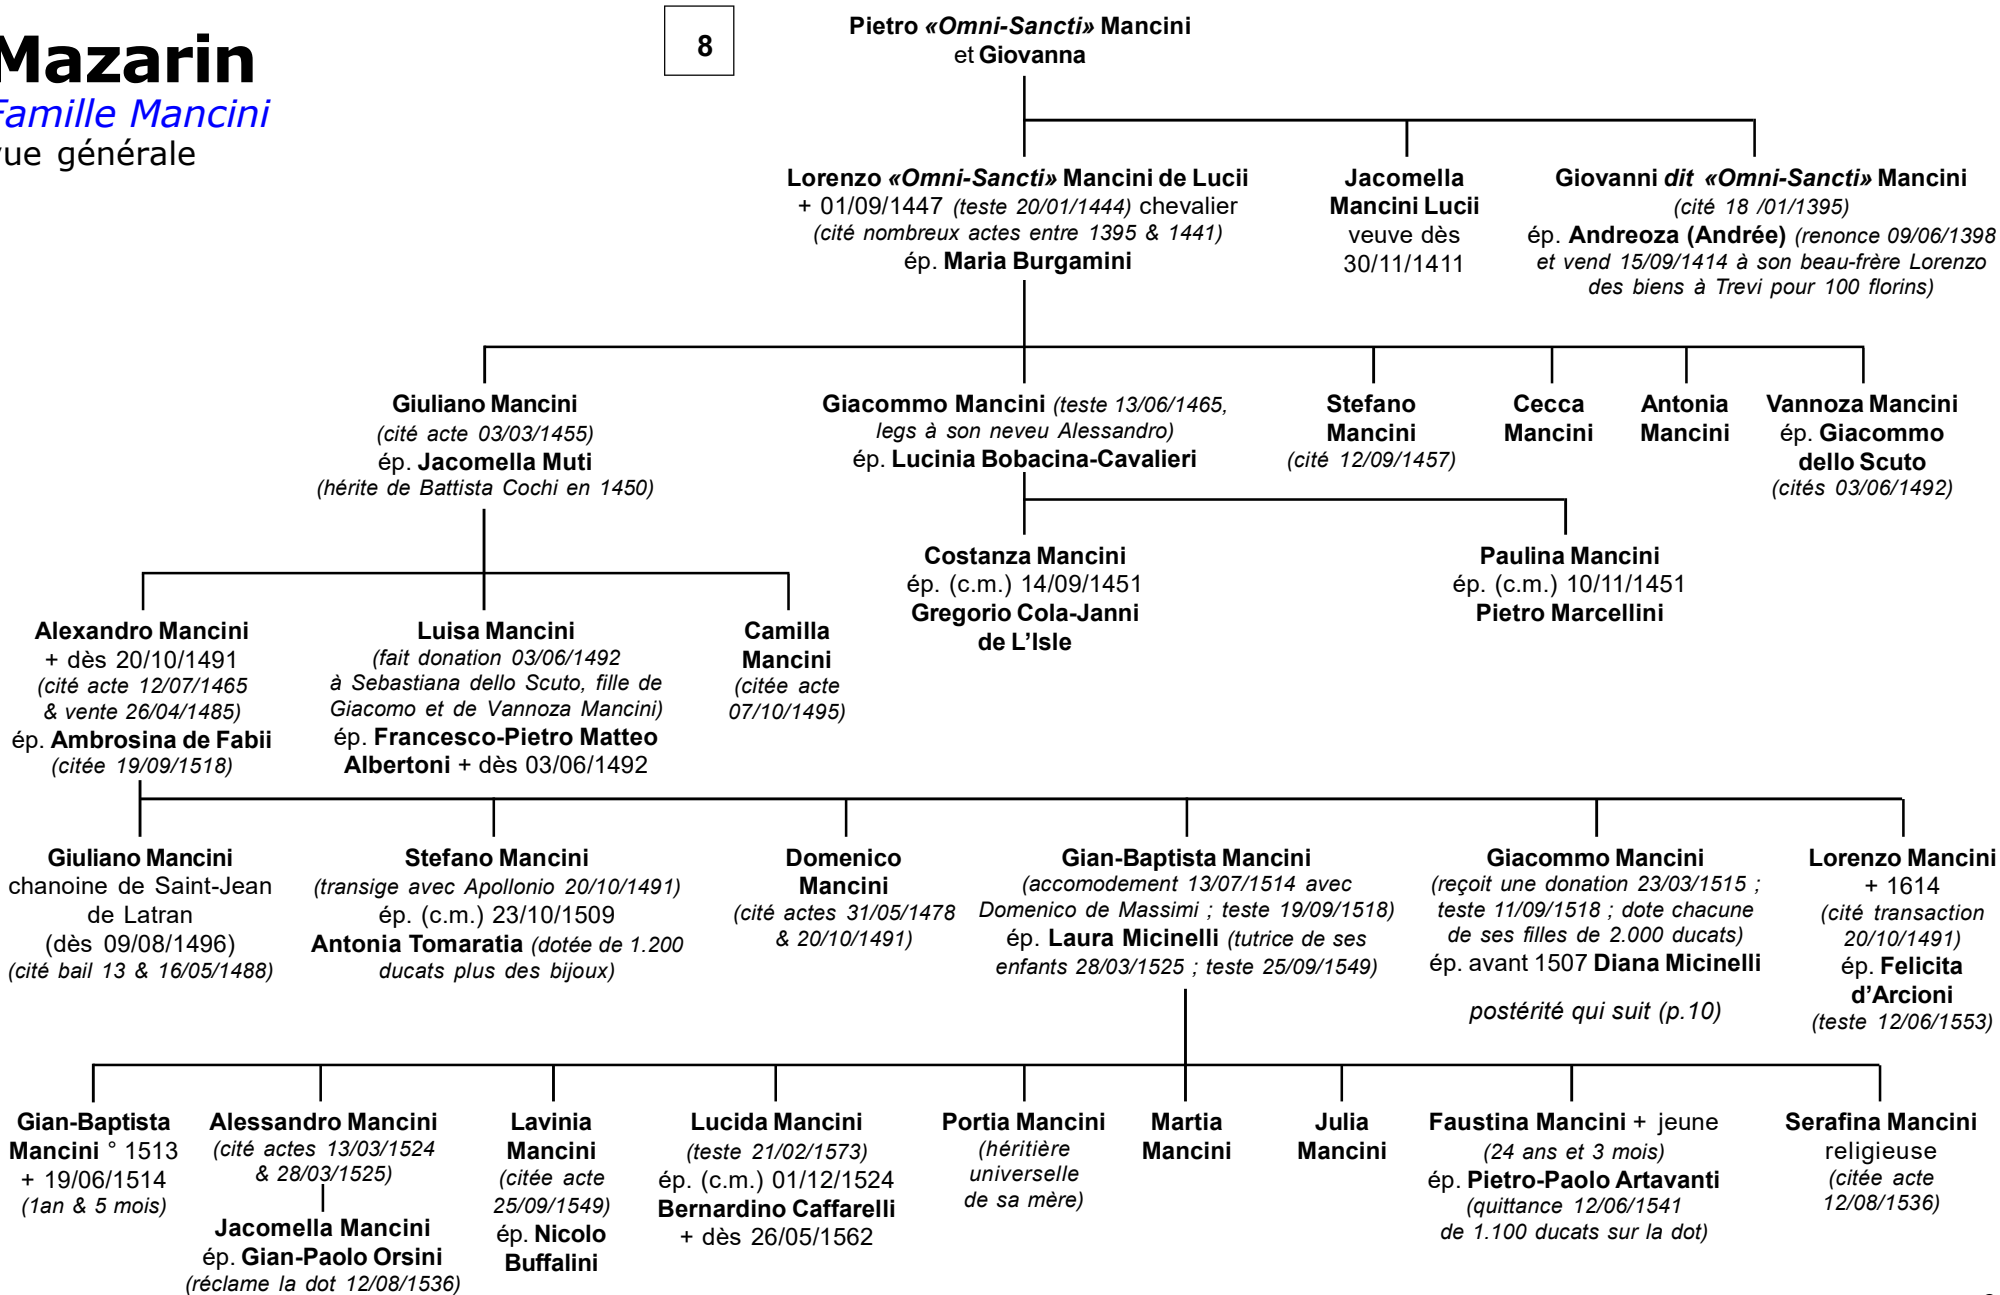 Mazarin
Famille Mancini
vue générale
8
Pietro «Omni-Sancti» Mancini
et Giovanna
Lorenzo «Omni-Sancti» Mancini de Lucii
+ 01/09/1447 (teste 20/01/1444) chevalier
(cité nombreux actes entre 1395 & 1441)
ép. Maria Burgamini
Jacomella
Mancini Lucii
veuve dès
30/11/1411
Giovanni dit «Omni-Sancti» Mancini
(cité 18 /01/1395)
ép. Andreoza (Andrée) (renonce 09/06/1398
et vend 15/09/1414 à son beau-frère Lorenzo
des biens à Trevi pour 100 florins)
Giuliano Mancini
(cité acte 03/03/1455)
ép. Jacomella Muti
(hérite de Battista Cochi en 1450)
Giacommo Mancini (teste 13/06/1465,
legs à son neveu Alessandro)
ép. Lucinia Bobacina-Cavalieri
Stefano
Mancini
(cité 12/09/1457)
Cecca
Mancini
Antonia
Mancini
Vannoza Mancini
ép. Giacommo
dello Scuto
(cités 03/06/1492)
Costanza Mancini
ép. (c.m.) 14/09/1451
Gregorio Cola-Janni
de L'Isle
Paulina Mancini
ép. (c.m.) 10/11/1451
Pietro Marcellini
Alexandro Mancini
+ dès 20/10/1491
(cité acte 12/07/1465
& vente 26/04/1485)
ép. Ambrosina de Fabii
(citée 19/09/1518)
Luisa Mancini
(fait donation 03/06/1492
à Sebastiana dello Scuto, fille de
Giacomo et de Vannoza Mancini)
ép. Francesco-Pietro Matteo
Albertoni + dès 03/06/1492
Camilla
Mancini
(citée acte
07/10/1495)
Giuliano Mancini
chanoine de Saint-Jean
de Latran
(dès 09/08/1496)
(cité bail 13 & 16/05/1488)
Stefano Mancini
(transige avec Apollonio 20/10/1491)
ép. (c.m.) 23/10/1509
Antonia Tomaratia (dotée de 1.200
ducats plus des bijoux)
Domenico
Mancini
(cité actes 31/05/1478
& 20/10/1491)
Gian-Baptista Mancini
(accomodement 13/07/1514 avec
Domenico de Massimi ; teste 19/09/1518)
ép. Laura Micinelli (tutrice de ses
enfants 28/03/1525 ; teste 25/09/1549)
Giacommo Mancini
(reçoit une donation 23/03/1515 ;
teste 11/09/1518 ; dote chacune
de ses filles de 2.000 ducats)
ép. avant 1507 Diana Micinelli
postérité qui suit (p.10)
Lorenzo Mancini
+ 1614
(cité transaction
20/10/1491)
ép. Felicita
d'Arcioni
(teste 12/06/1553)
Gian-Baptista
Mancini ° 1513
+ 19/06/1514
(1an & 5 mois)
Alessandro Mancini
(cité actes 13/03/1524
& 28/03/1525)
Jacomella Mancini
ép. Gian-Paolo Orsini
(réclame la dot 12/08/1536)
Lavinia
Mancini
(citée acte
25/09/1549)
ép. Nicolo
Buffalini
Lucida Mancini
(teste 21/02/1573)
ép. (c.m.) 01/12/1524
Bernardino Caffarelli
+ dès 26/05/1562
Portia Mancini
(héritière
universelle
de sa mère)
Martia
Mancini
Julia
Mancini
Faustina Mancini + jeune
(24 ans et 3 mois)
ép. Pietro-Paolo Artavanti
(quittance 12/06/1541
de 1.100 ducats sur la dot)
Serafina Mancini
religieuse
(citée acte
12/08/1536)